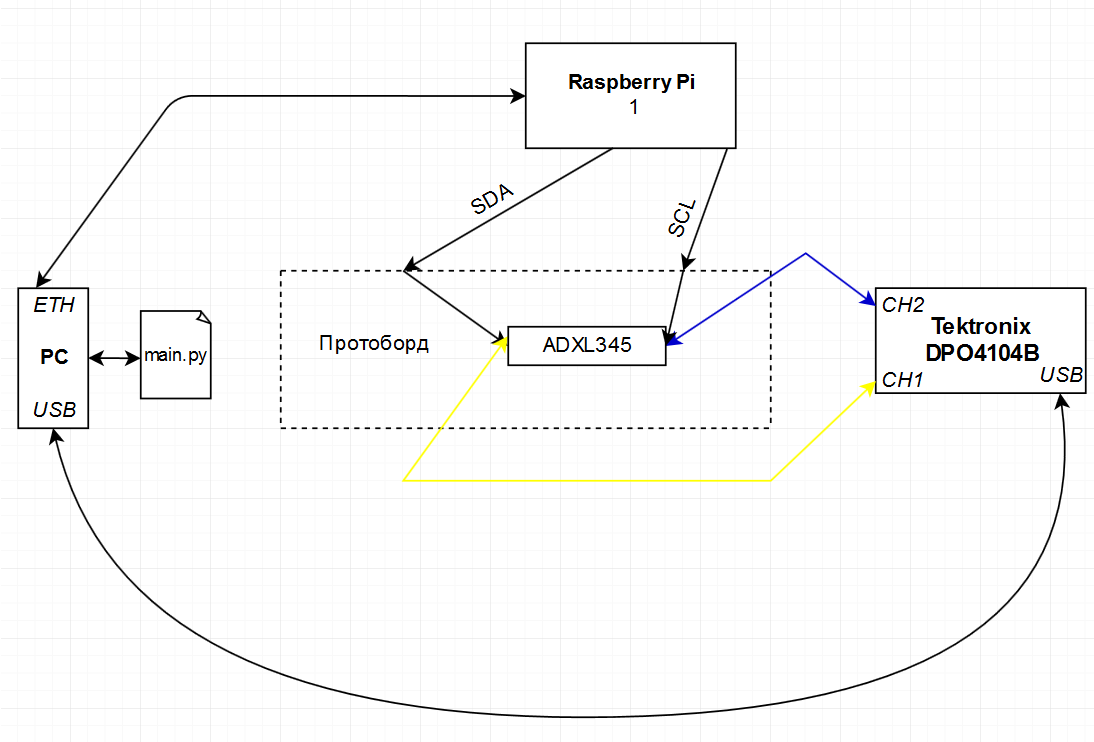 Raspberry Pi
1
SDA
SCL
ETH
PC
USB
main.py
Протоборд
ADXL345
CH2
Tektronix
DPO4104B
USB
CH1